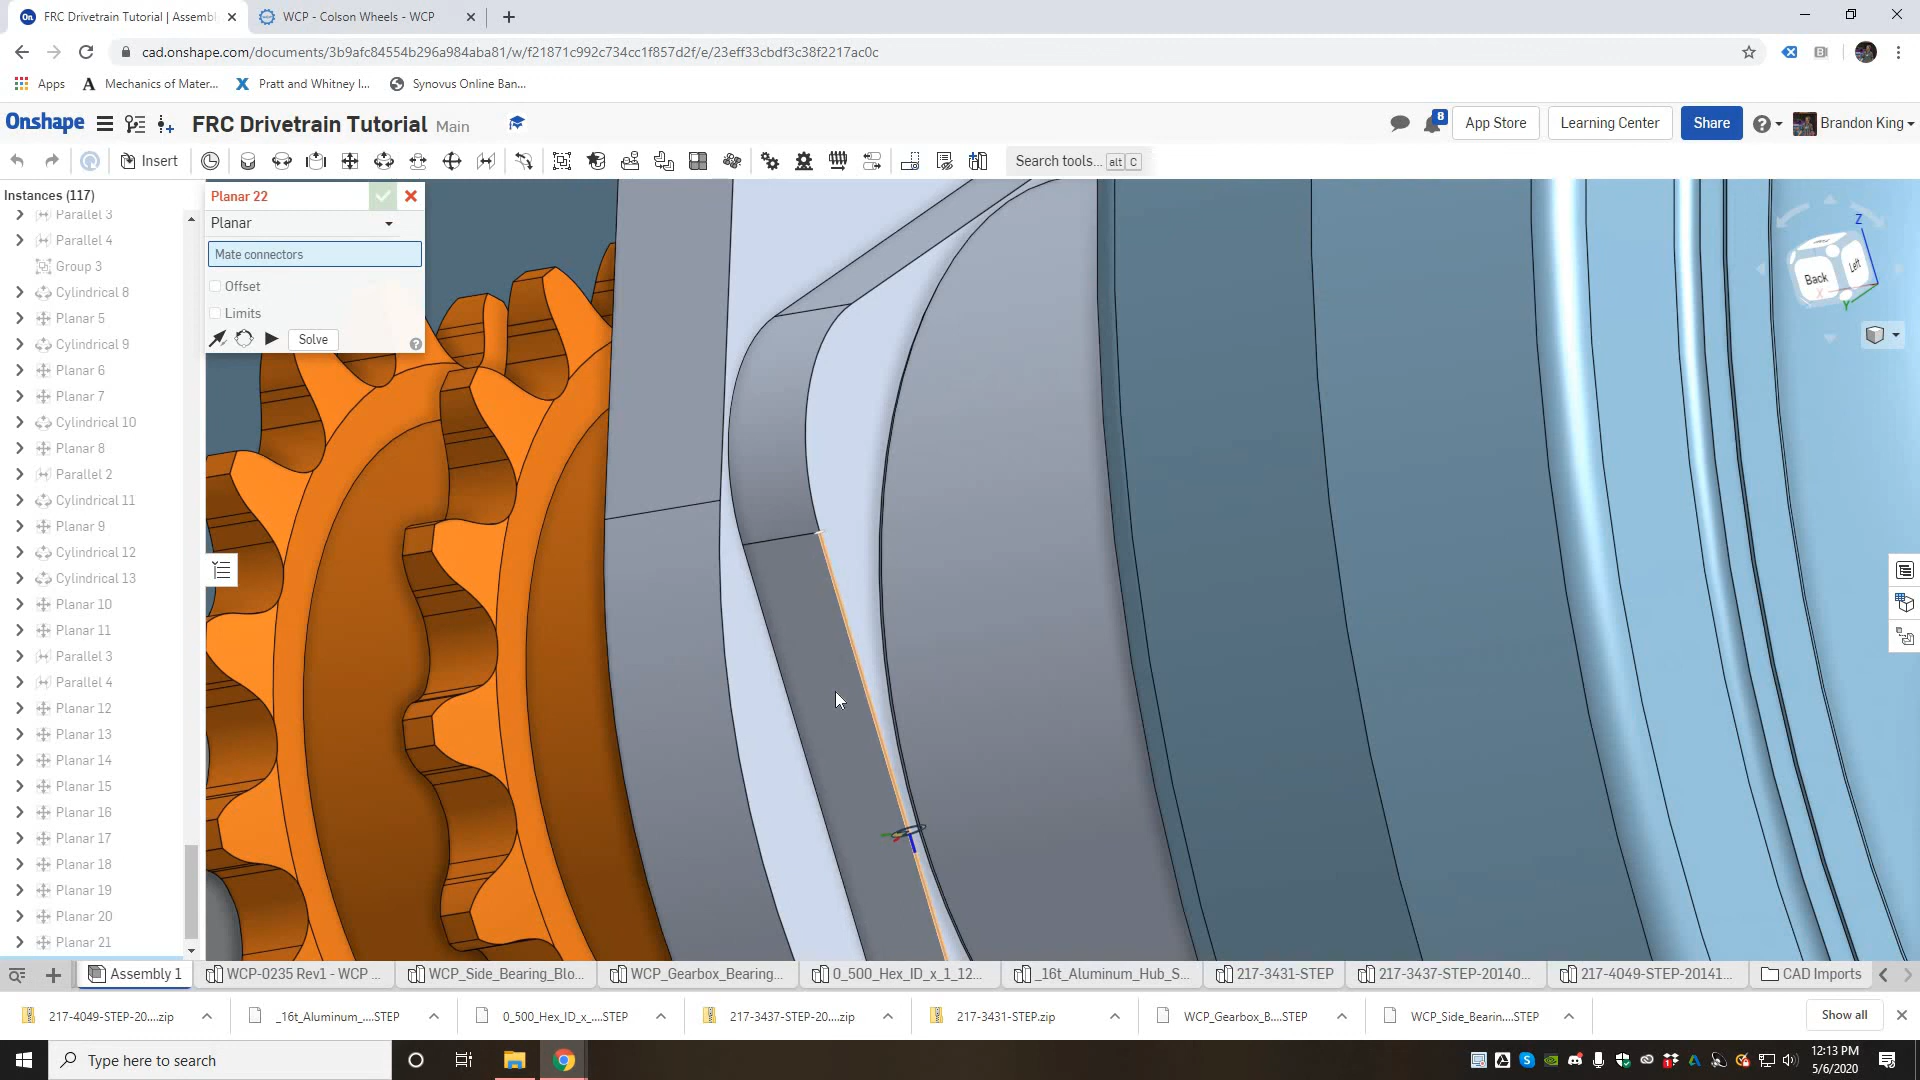 FRC Drivetrain Tutorial | Assembl
WCP - Colson Wheels - WCP
cad.onshape.com/documents/3b9afc84554b296a984aba81/w/f21871c992c734cc1f857d2f/e/23eff33cbdf3c38f2217ac0c
Apps
Mechanics of Mater...
Pratt and Whitney I...
Synovus Online Ban...
Onshape
FRC Drivetrain Tutorial Main
8
App Store
Learning Center
Share
Brandon King
Insert
Search tools... alt C
Instances (117)
Parallel 3
Parallel 4
Group 3
Cylindrical 8
Planar 5
Cylindrical 9
Planar 6
Planar 7
Cylindrical 10
Planar 8
Parallel 2
Cylindrical 11
Planar 9
Cylindrical 12
Cylindrical 13
Planar 10
Planar 11
Parallel 3
Parallel 4
Planar 12
Planar 13
Planar 14
Planar 15
Planar 16
Planar 17
Planar 18
Planar 19
Planar 20
Planar 21
Planar 22
Planar
Mate connectors
Offset
Limits
Solve
Z
Back
Left
X
Y
Assembly 1
WCP-0235 Rev1 - WCP ...
WCP_Side_Bearing_Blo...
WCP_Gearbox_Bearing...
0_500_Hex_ID_x_1_12...
_16t_Aluminum_Hub_S...
217-3431-STEP
217-3437-STEP-20140...
217-4049-STEP-20141...
CAD Imports
217-4049-STEP-20....zip
_16t_Aluminum_....STEP
0_500_Hex_ID_x_....STEP
217-3437-STEP-20....zip
217-3431-STEP.zip
WCP_Gearbox_B....STEP
WCP_Side_Bearin....STEP
Show all
Type here to search
12:13 PM
5/6/2020